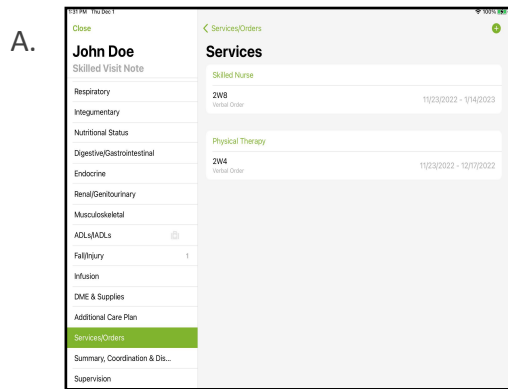 A.
1:31 PM Thu Dec 1
100%
Close
John Doe
Skilled Visit Note
Respiratory
Integumentary
Nutritional Status
Digestive/Gastrointestinal
Endocrine
Renal/Genitourinary
Musculoskeletal
ADLs/IADLs
Fall/Injury 1
Infusion
DME & Supplies
Additional Care Plan
Services/Orders
Summary, Coordination & Dis...
Supervision
Services/Orders
Services
Skilled Nurse
2W8 11/23/2022 - 1/14/2023
Verbal Order
Physical Therapy
2W4 11/23/2022 - 12/17/2022
Verbal Order